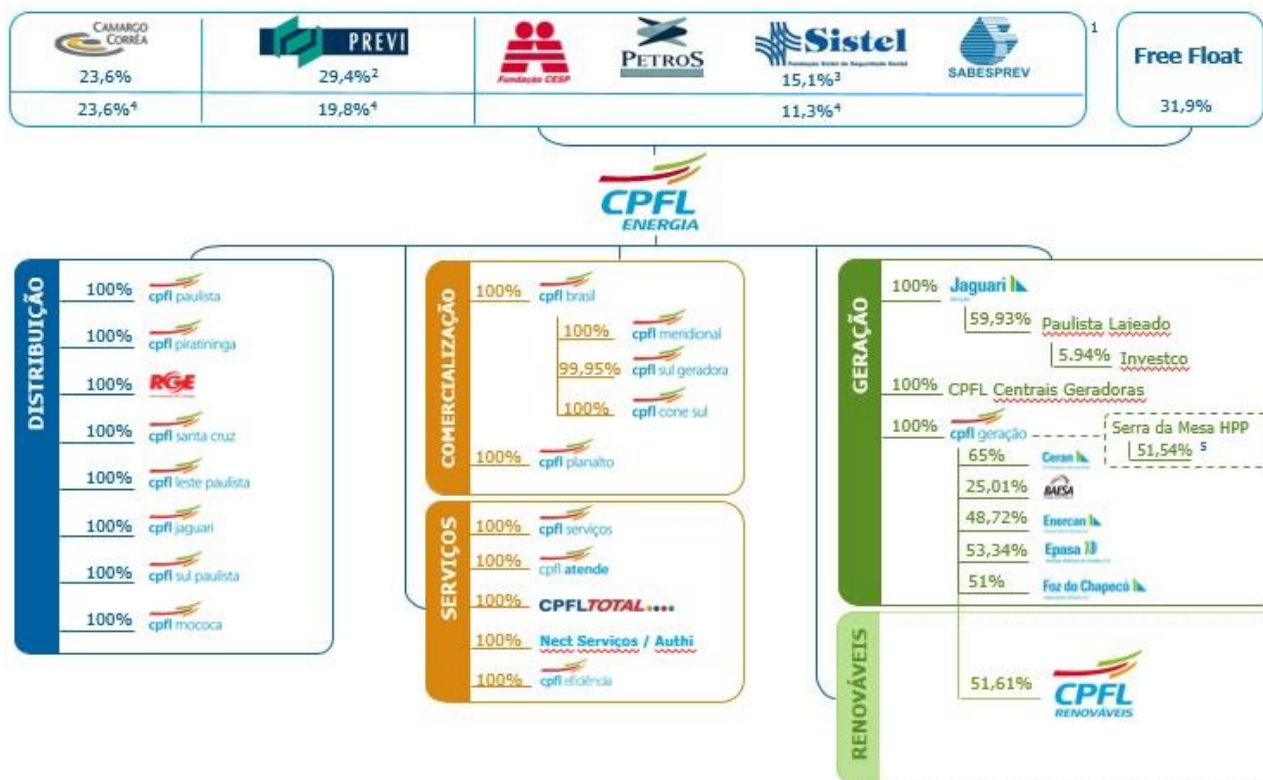 CAMARGO CORRÊA
23,6%
23,6%⁴
PREVI
29,4%²
19,8%⁴
Fundação CESP
PETROS
Sistel
Fundação Sistel de Seguridade Social
15,1%³
SABESPREV
11,3%⁴
1
Free Float
31,9%
CPFL
ENERGIA
DISTRIBUIÇÃO
100% cpfl paulista
100% cpfl piratininga
100% RGE
100% cpfl santa cruz
100% cpfl leste paulista
100% cpfl jaguari
100% cpfl sul paulista
100% cpfl mococa
COMERCIALIZAÇÃO
100% cpfl brasil
100% cpfl meridional
99,95% cpfl sul geradora
100% cpfl cone sul
100% cpfl planalto
SERVIÇOS
100% cpfl serviços
100% cpfl atende
100% CPFLTOTAL
100% Nect Serviços / Authi
100% cpfl eficiência
GERAÇÃO
100% Jaguari
59,93% Paulista Lajeado
5.94% Investco
100% CPFL Centrais Geradoras
100% cpfl geração
Serra da Mesa HPP
51,54% ⁵
65% Ceran
25,01% BAESA
48,72% Enercan
53,34% Epasa
51% Foz do Chapecó
RENOVÁVEIS
51,61% CPFL
RENOVÁVEIS